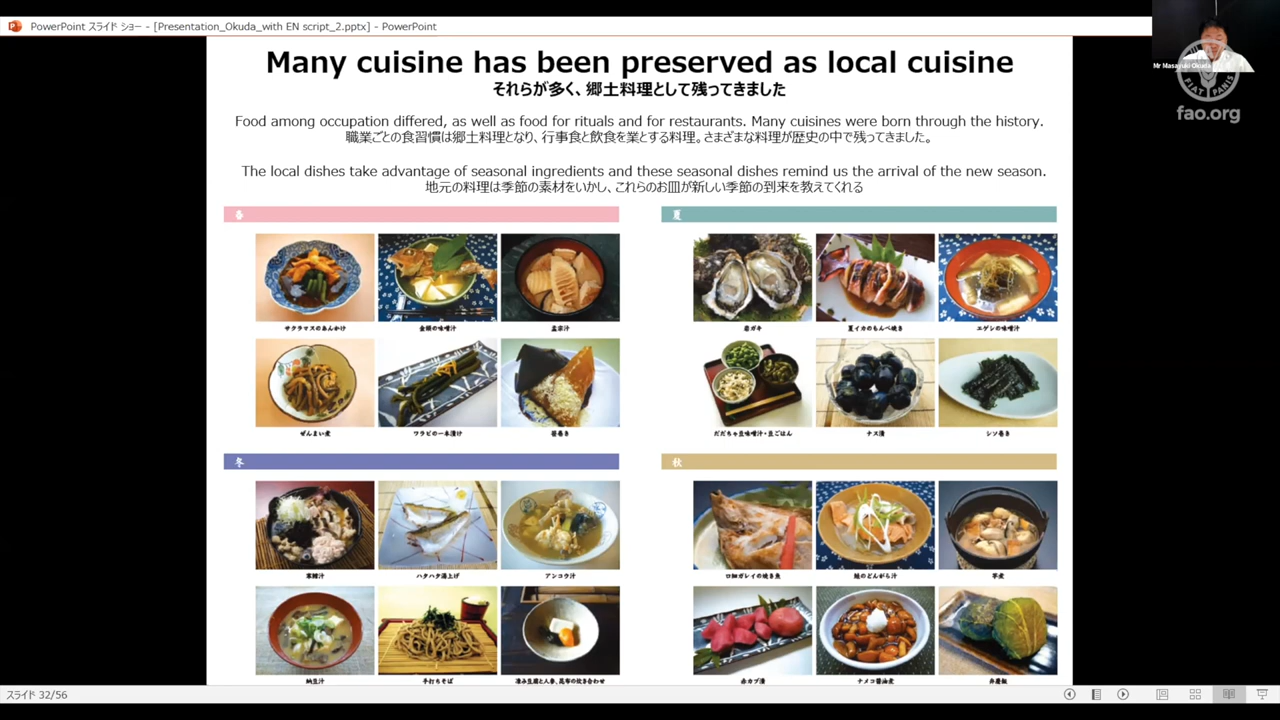 PowerPoint スライド ショー - [Presentation_Okuda_with EN script_2.pptx] - PowerPoint
fao.org
Many cuisine has been preserved as local cuisine
それらが多く、郷土料理として残ってきました
Food among occupation differed, as well as food for rituals and for restaurants. Many cuisines were born through the history.
職業ごとの食習慣は郷土料理となり、行事食と飲食を業とする料理。さまざまな料理が歴史の中で残ってきました。
The local dishes take advantage of seasonal ingredients and these seasonal dishes remind us the arrival of the new season.
地元の料理は季節の素材をいかし、これらのお皿が新しい季節の到来を教えてくれる
春
サクラマスのあんかけ
金頭の味噌汁
孟宗汁
ぜんまい煮
ワラビの一本漬け
笹巻き
夏
岩ガキ
夏イカのもんぺ焼き
エゲシの味噌汁
だだちゃ豆味噌汁・豆ごはん
ナス漬
シソ巻き
冬
寒鱈汁
ハタハタ湯上げ
アンコウ汁
納豆汁
手打ちそば
凍み豆腐と人参、昆布の炊き合わせ
秋
口細ガレイの焼き魚
鮭のどんがら汁
芋煮
赤カブ漬
ナメコ醤油煮
弁慶飯
スライド 32/56